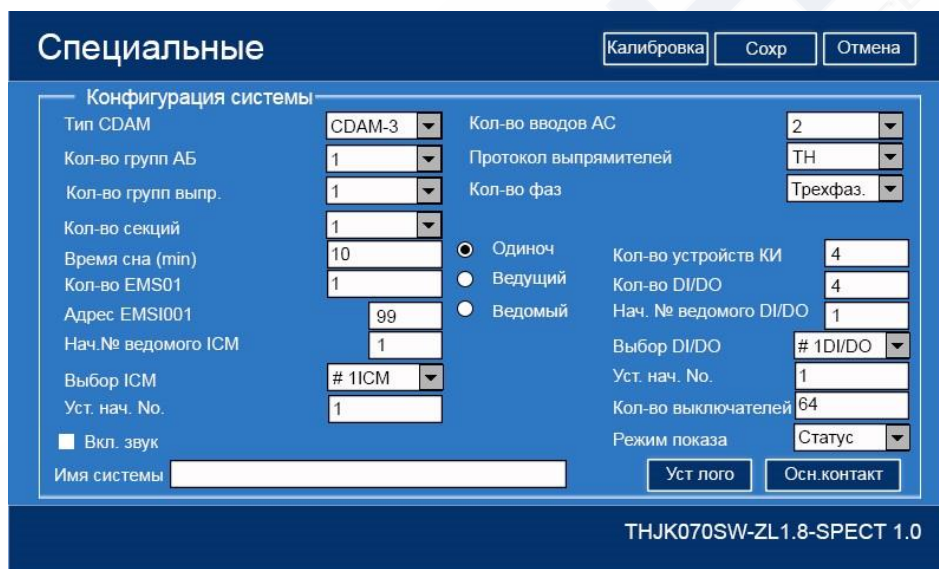 Специальные
Калибровка Сохр Отмена
Конфигурация системы
Тип CDAM CDAM-3 Кол-во вводов АС 2
Кол-во групп АБ 1 Протокол выпрямителей TH
Кол-во групп выпр. 1 Кол-во фаз Трехфаз.
Кол-во секций 1
Время сна (min) 10 Одиноч Кол-во устройств КИ 4
Кол-во EMS01 1 Ведущий Кол-во DI/DO 4
Адрес EMSI001 99 Ведомый Нач. № ведомого DI/DO 1
Нач.№ ведомого ICM 1 Выбор DI/DO # 1DI/DO
Выбор ICM # 1ICM Уст. нач. No. 1
Уст. нач. No. 1 Кол-во выключателей 64
Вкл. звук Режим показа Статус
Имя системы Уст лого Осн.контакт
THJK070SW-ZL1.8-SPECT 1.0